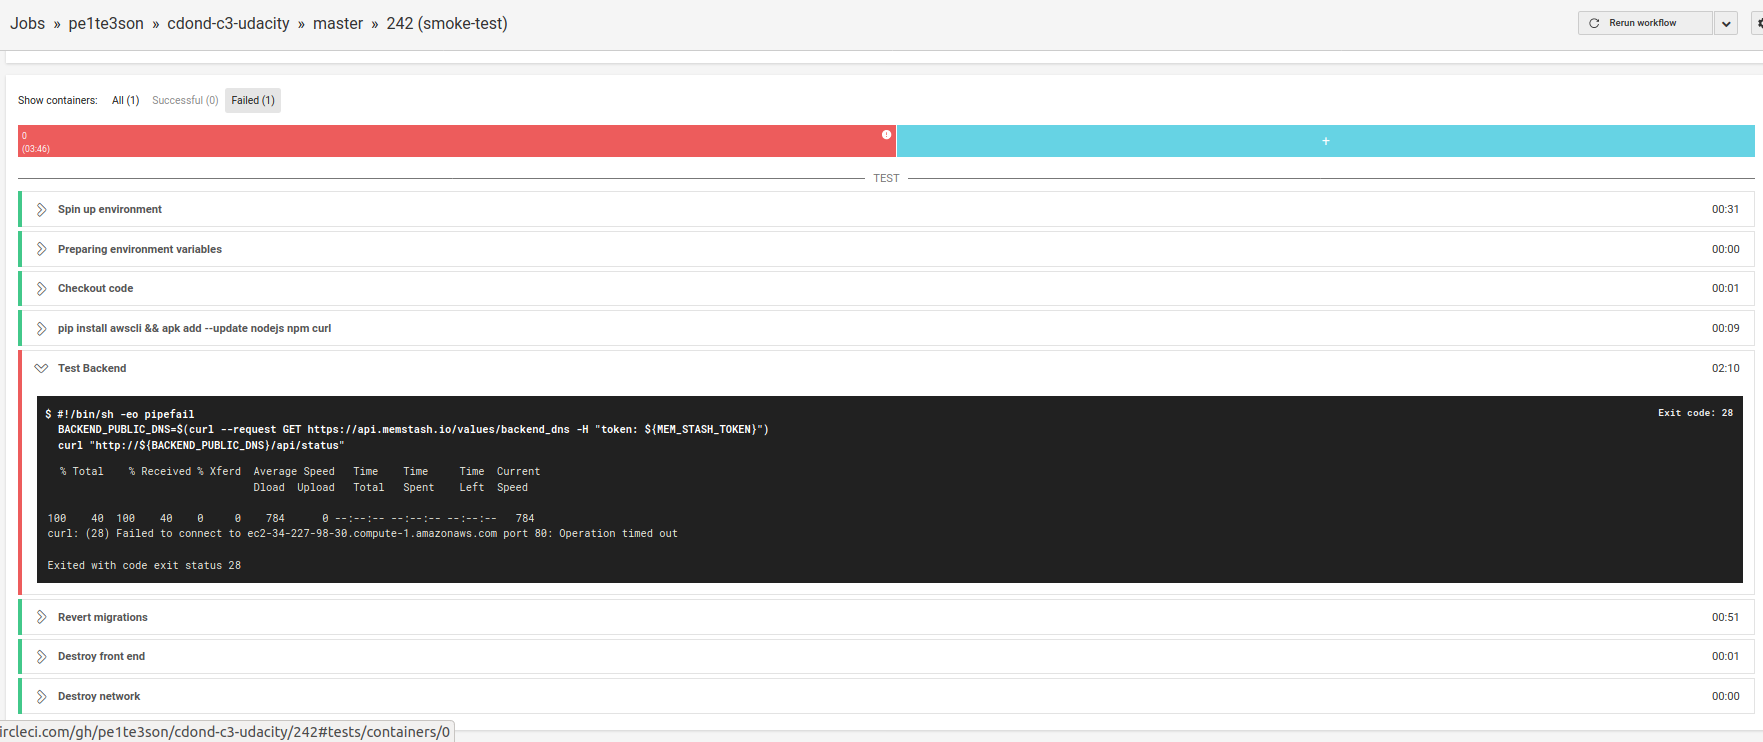 Jobs » pe1te3son » cdond-c3-udacity » master » 242 (smoke-test)
Rerun workflow
Show containers: All (1) Successful (0) Failed (1)
0
(03:46)
+
TEST
Spin up environment 00:31
Preparing environment variables 00:00
Checkout code 00:01
pip install awscli && apk add --update nodejs npm curl 00:09
Test Backend 02:10
$ #!/bin/sh -eo pipefail Exit code: 28
BACKEND_PUBLIC_DNS=$(curl --request GET https://api.memstash.io/values/backend_dns -H "token: ${MEM_STASH_TOKEN}")
curl "http://${BACKEND_PUBLIC_DNS}/api/status"
% Total % Received % Xferd Average Speed Time Time Time Current
Dload Upload Total Spent Left Speed
100 40 100 40 0 0 784 0 --:--:-- --:--:-- --:--:-- 784
curl: (28) Failed to connect to ec2-34-227-98-30.compute-1.amazonaws.com port 80: Operation timed out
Exited with code exit status 28
Revert migrations 00:51
Destroy front end 00:01
Destroy network 00:00
ircleci.com/gh/pe1te3son/cdond-c3-udacity/242#tests/containers/0